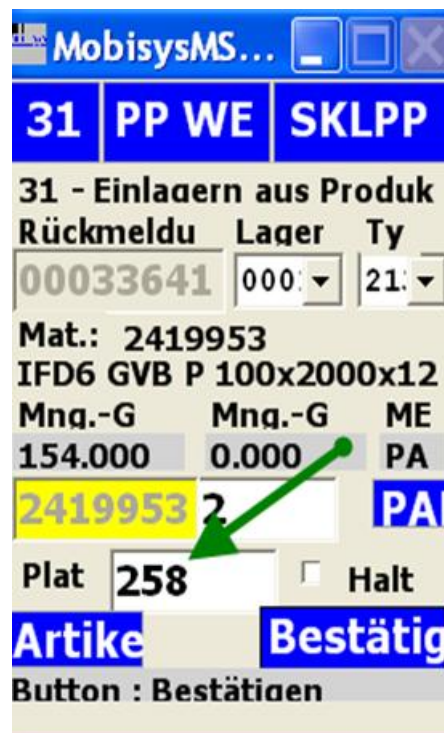 MobisysMS...
31 PP WE SKLPP
31 - Einlagern aus Produk
Rückmeldu Lager Ty
00033641 000: 21:
Mat.: 2419953
IFD6 GVB P 100x2000x12
Mng.-G Mng.-G ME
154.000 0.000 PA
2419953 2 PA
Plat 258 Halt
Artike Bestätig
Button : Bestätigen